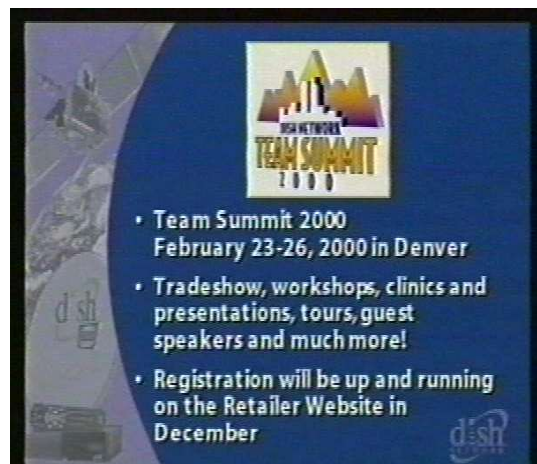 DISH NETWORK
TEAM SUMMIT
2000
• Team Summit 2000
February 23-26, 2000 in Denver
• Tradeshow, workshops, clinics and
presentations, tours, guest
speakers and much more!
• Registration will be up and running
on the Retailer Website in
December
dish
dish
NETWORK